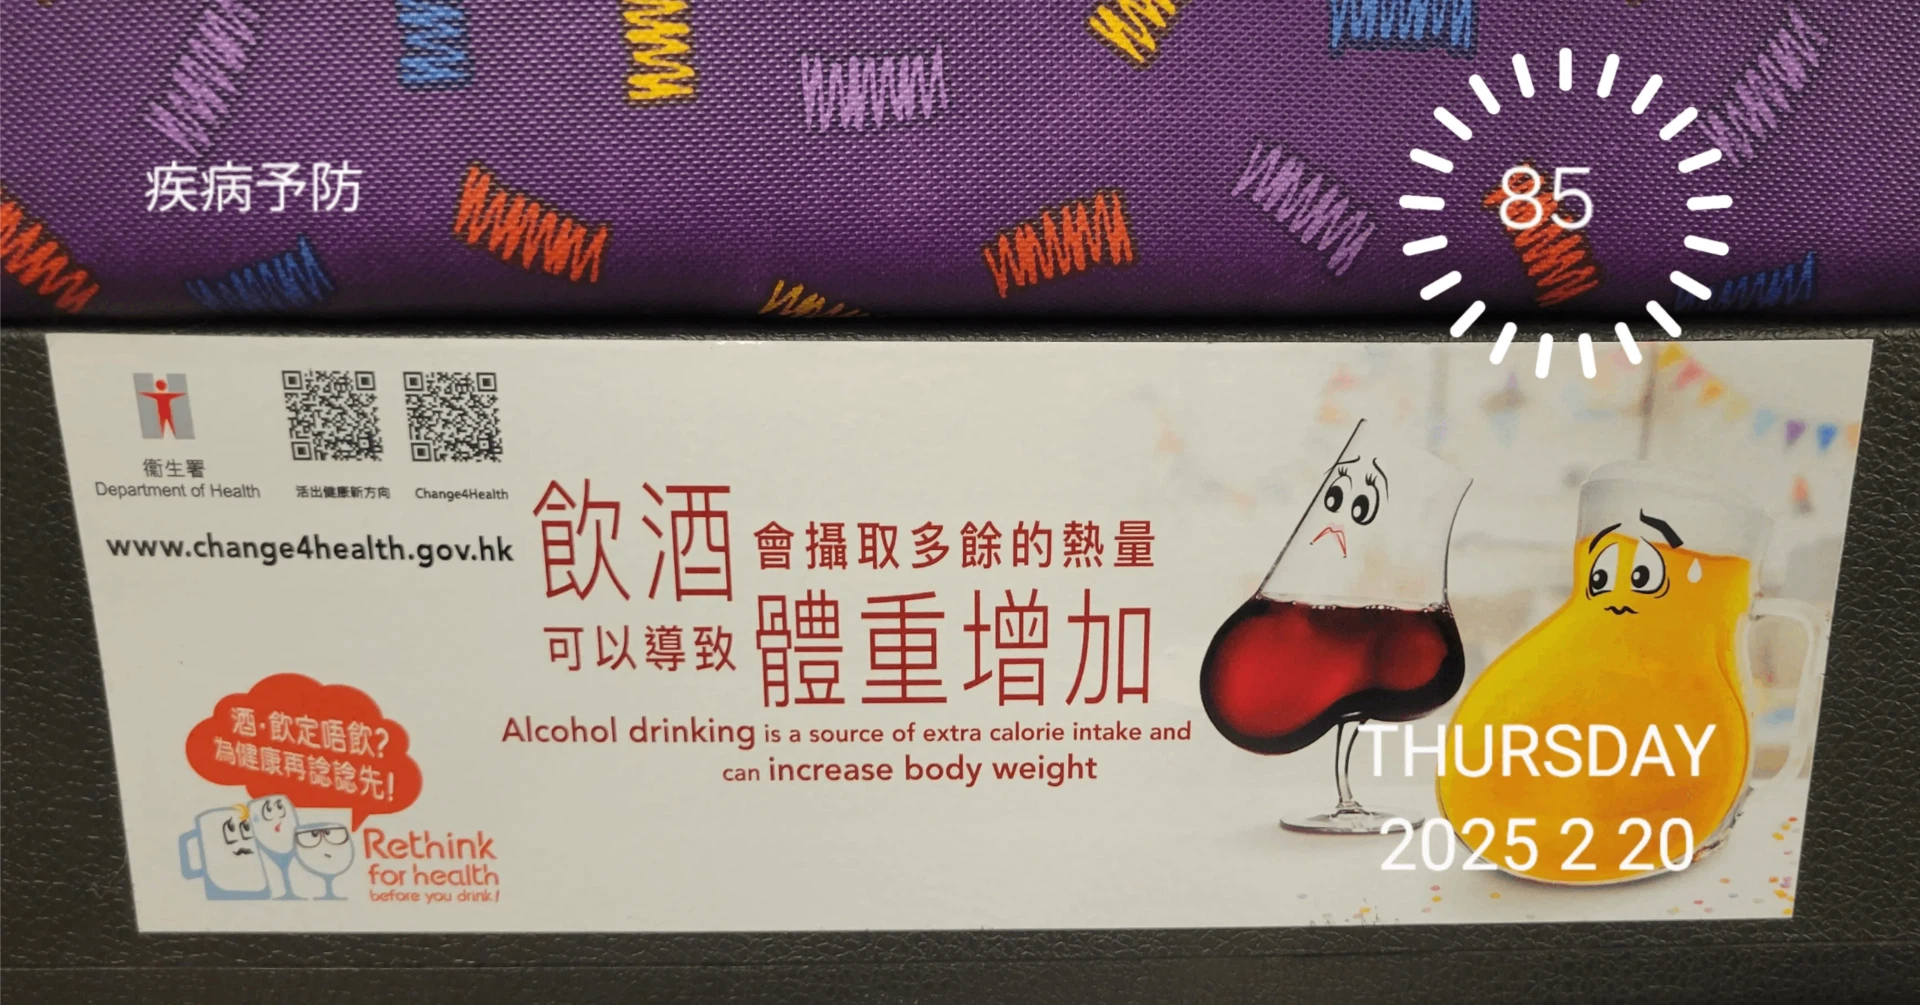 疾病予防
85
衞生署
Department of Health
活出健康新方向
Change4Health
www.change4health.gov.hk
飲酒會攝取多餘的熱量
可以導致體重增加
Alcohol drinking is a source of extra calorie intake and
can increase body weight
酒·飲定唔飲?
為健康再諗諗先!
Rethink
for health
before you drink!
THURSDAY
2025 2 20